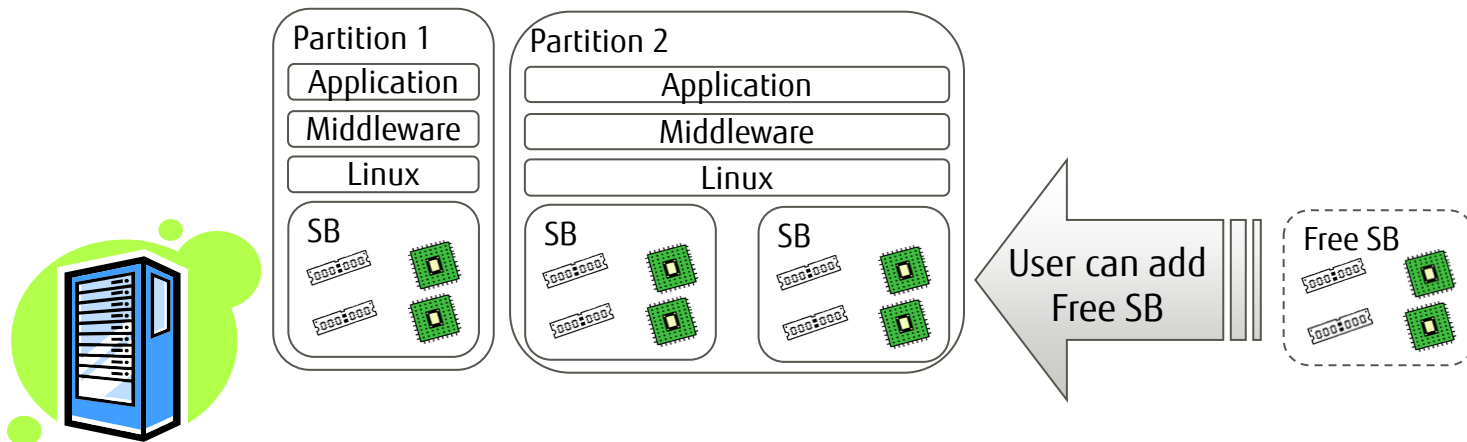 Partition 1
Application
Middleware
Linux
SB
Partition 2
Application
Middleware
Linux
SB
SB
User can add
Free SB
Free SB